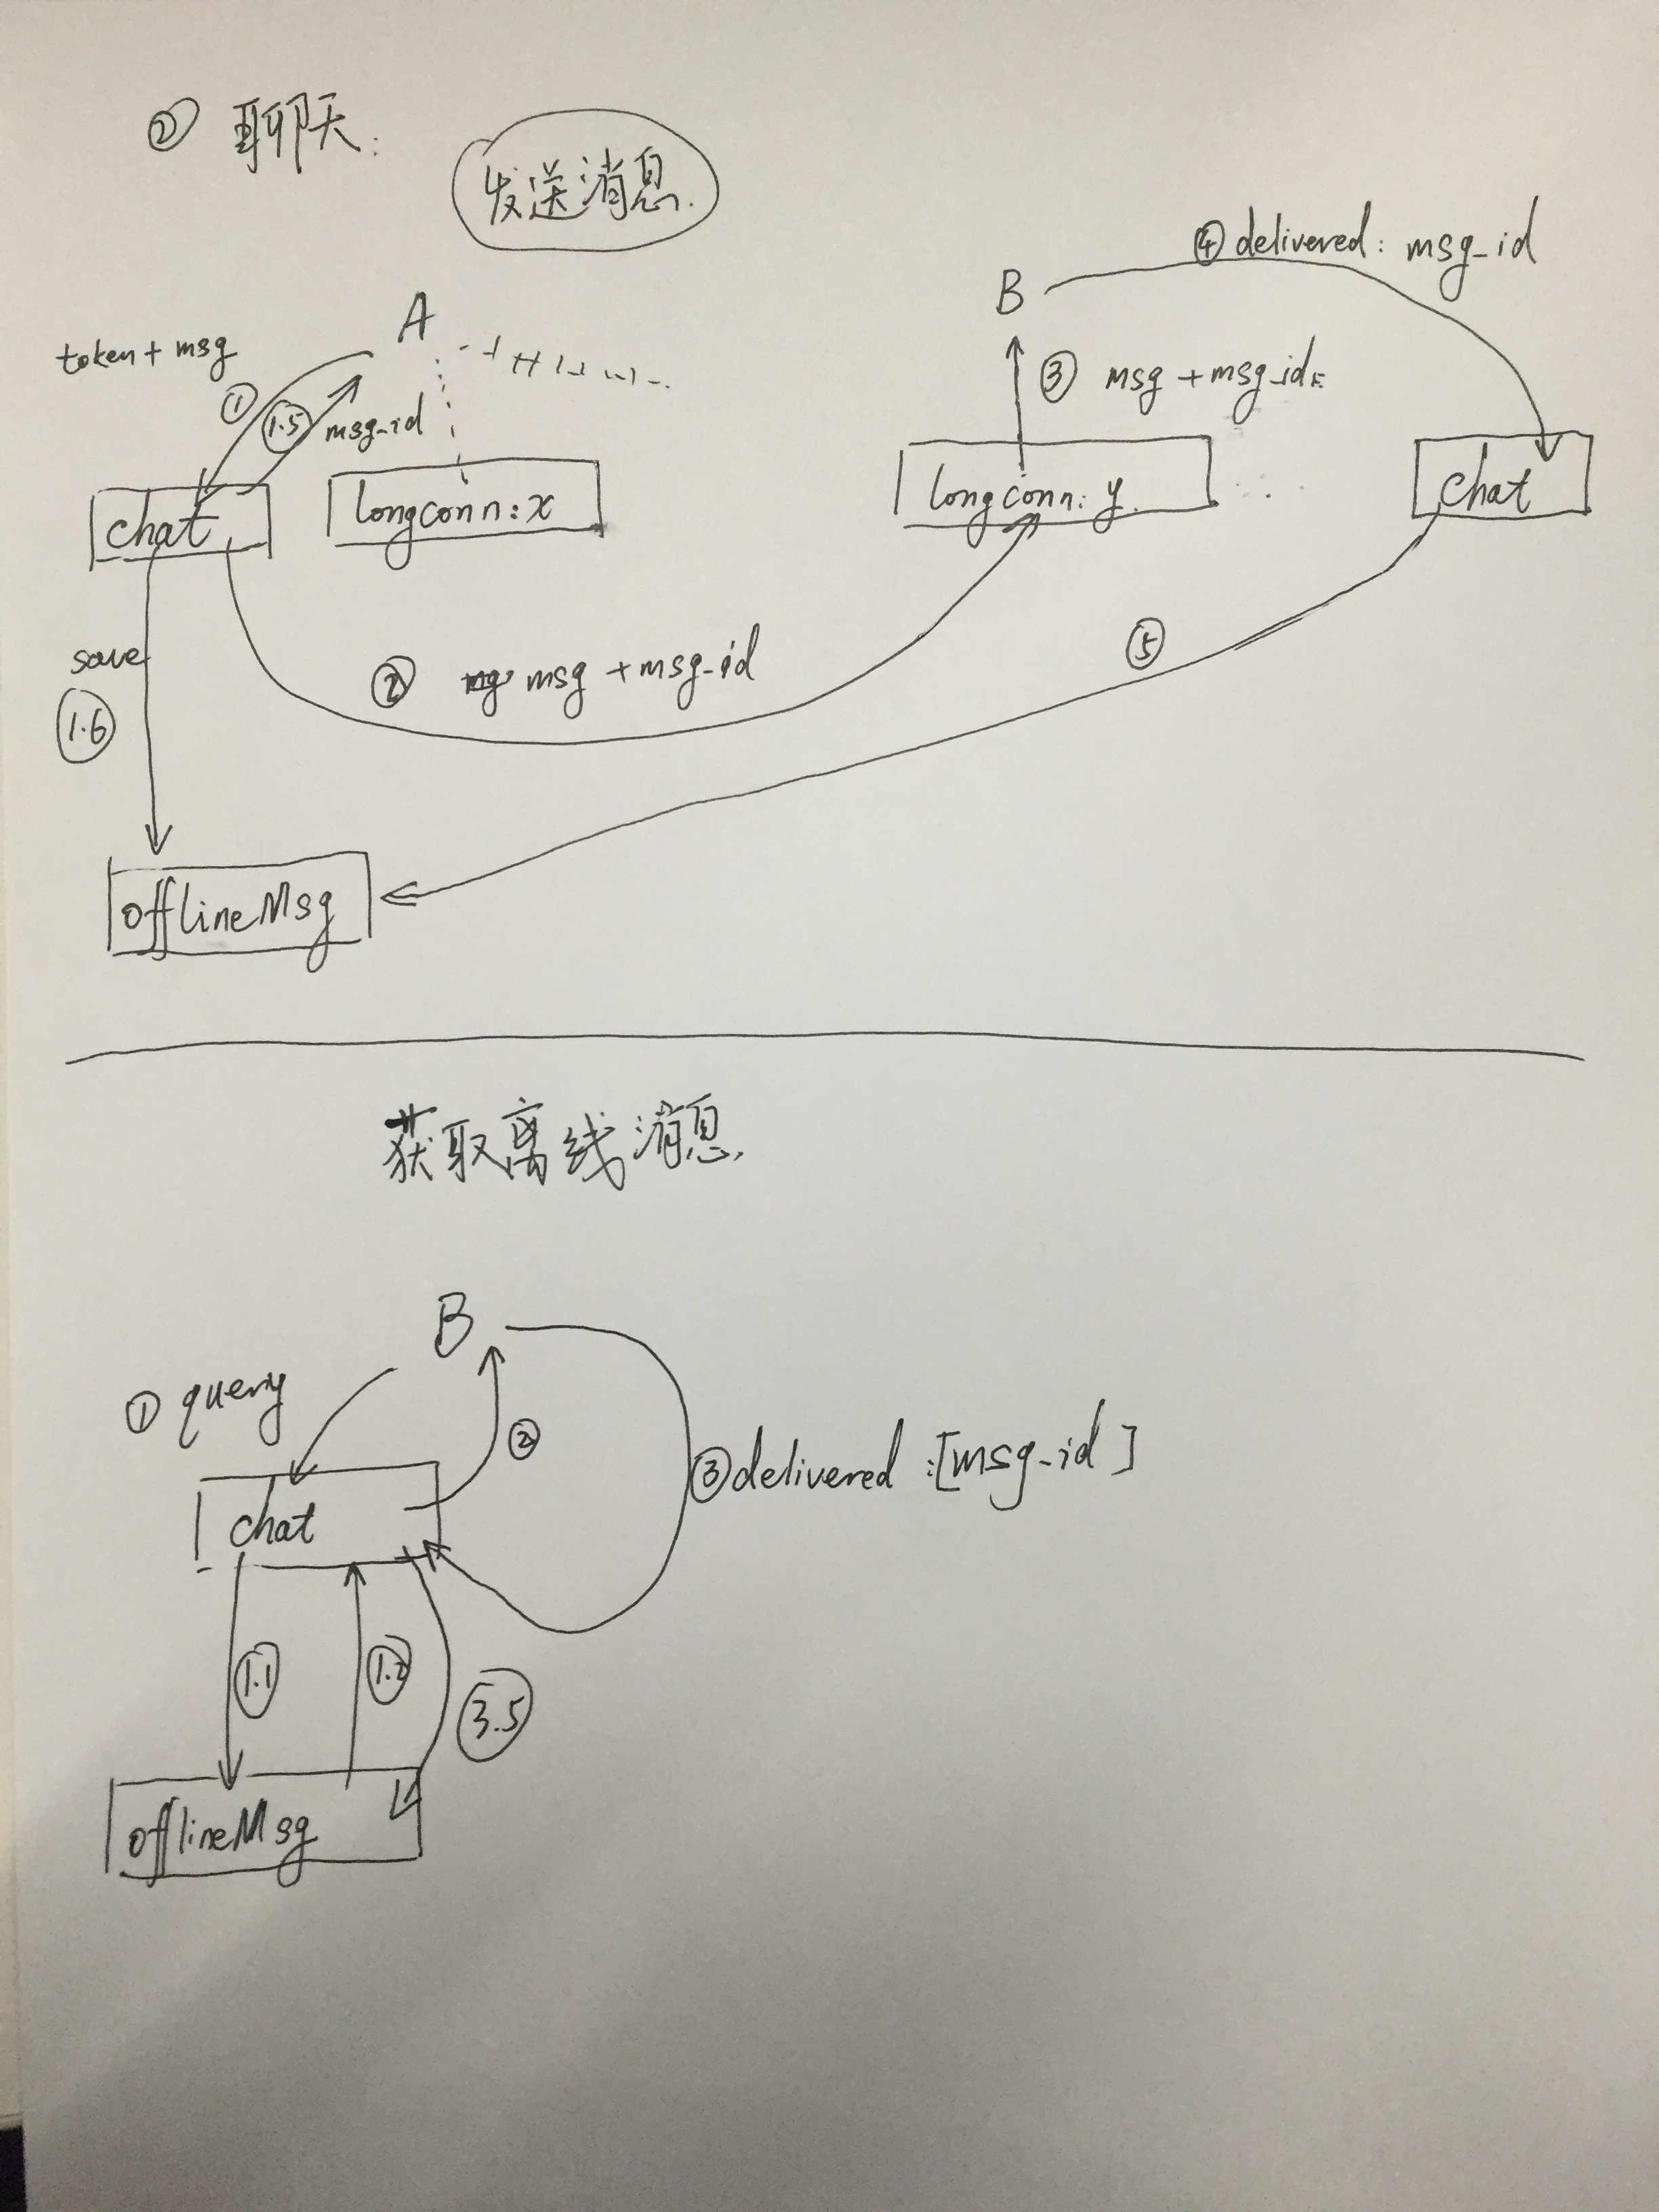 ② 聊天:
发送消息.
④ delivered: msg_id
A
B
token + msg
①
1.5
msg_id
③ msg + msg_id
chat
longconn: x
longconn: y.
chat
save
1.6
② msg + msg_id
⑤
offlineMsg
获取离线消息.
B
① query
②
③ delivered :[msg_id]
chat
1.1
1.2
3.5
offlineMsg